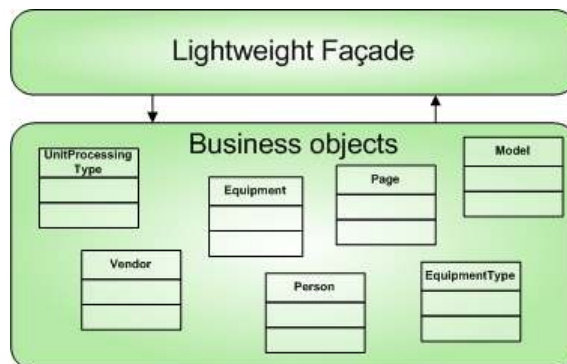 Lightweight Façade
Business objects
UnitProcessing
Type
Equipment
Page
Model
Vendor
Person
EquipmentType